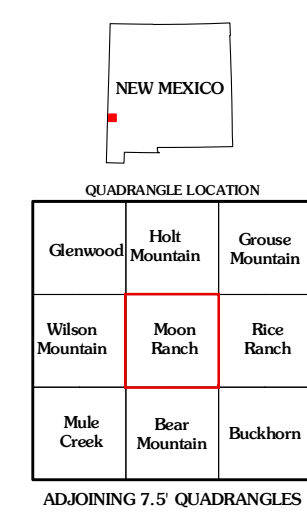 NEW MEXICO
QUADRANGLE LOCATION
Glenwood
Holt
Mountain
Grouse
Mountain
Wilson
Mountain
Moon
Ranch
Rice
Ranch
Mule
Creek
Bear
Mountain
Buckhorn
ADJOINING 7.5' QUADRANGLES